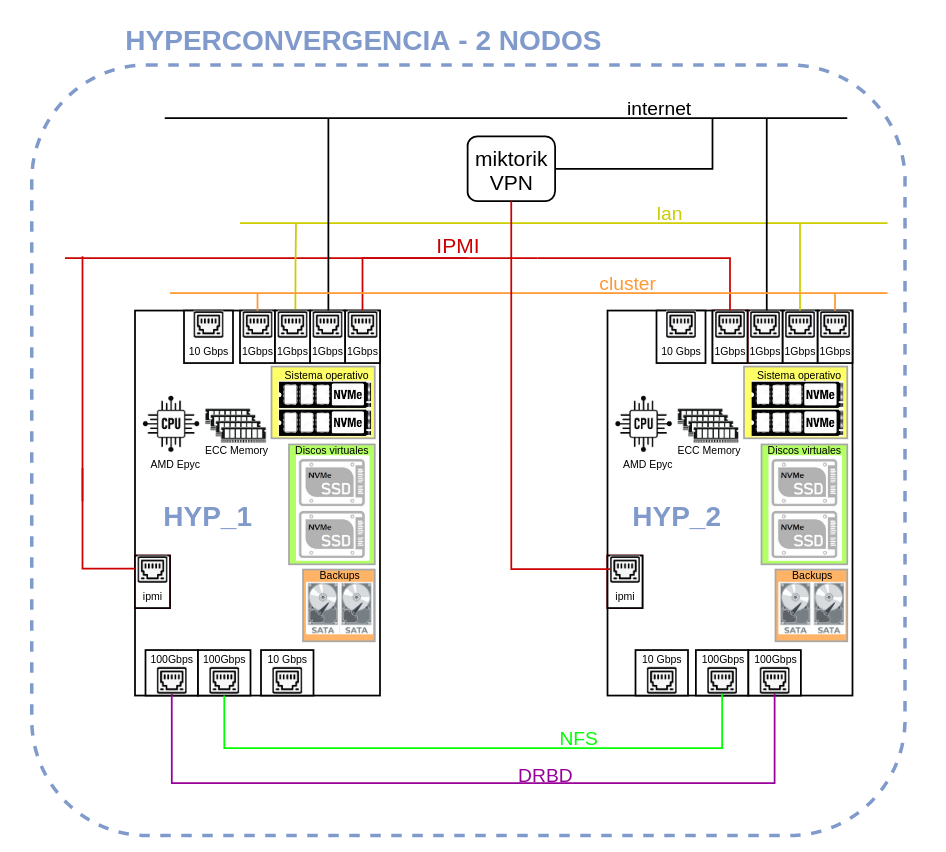 HYPERCONVERGENCIA - 2 NODOS
internet
miktorik
VPN
lan
IPMI
cluster
10 Gbps
1Gbps
1Gbps
1Gbps
1Gbps
10 Gbps
1Gbps
1Gbps
1Gbps
1Gbps
Sistema operativo
NVMe
NVMe
CPU
AMD Epyc
ECC Memory
Discos virtuales
NVMe
SSD
NVMe
SSD
HYP_1
Backups
SATA
SATA
ipmi
100Gbps
100Gbps
10 Gbps
Sistema operativo
NVMe
NVMe
CPU
AMD Epyc
ECC Memory
Discos virtuales
NVMe
SSD
NVMe
SSD
HYP_2
Backups
SATA
SATA
ipmi
10 Gbps
100Gbps
100Gbps
NFS
DRBD